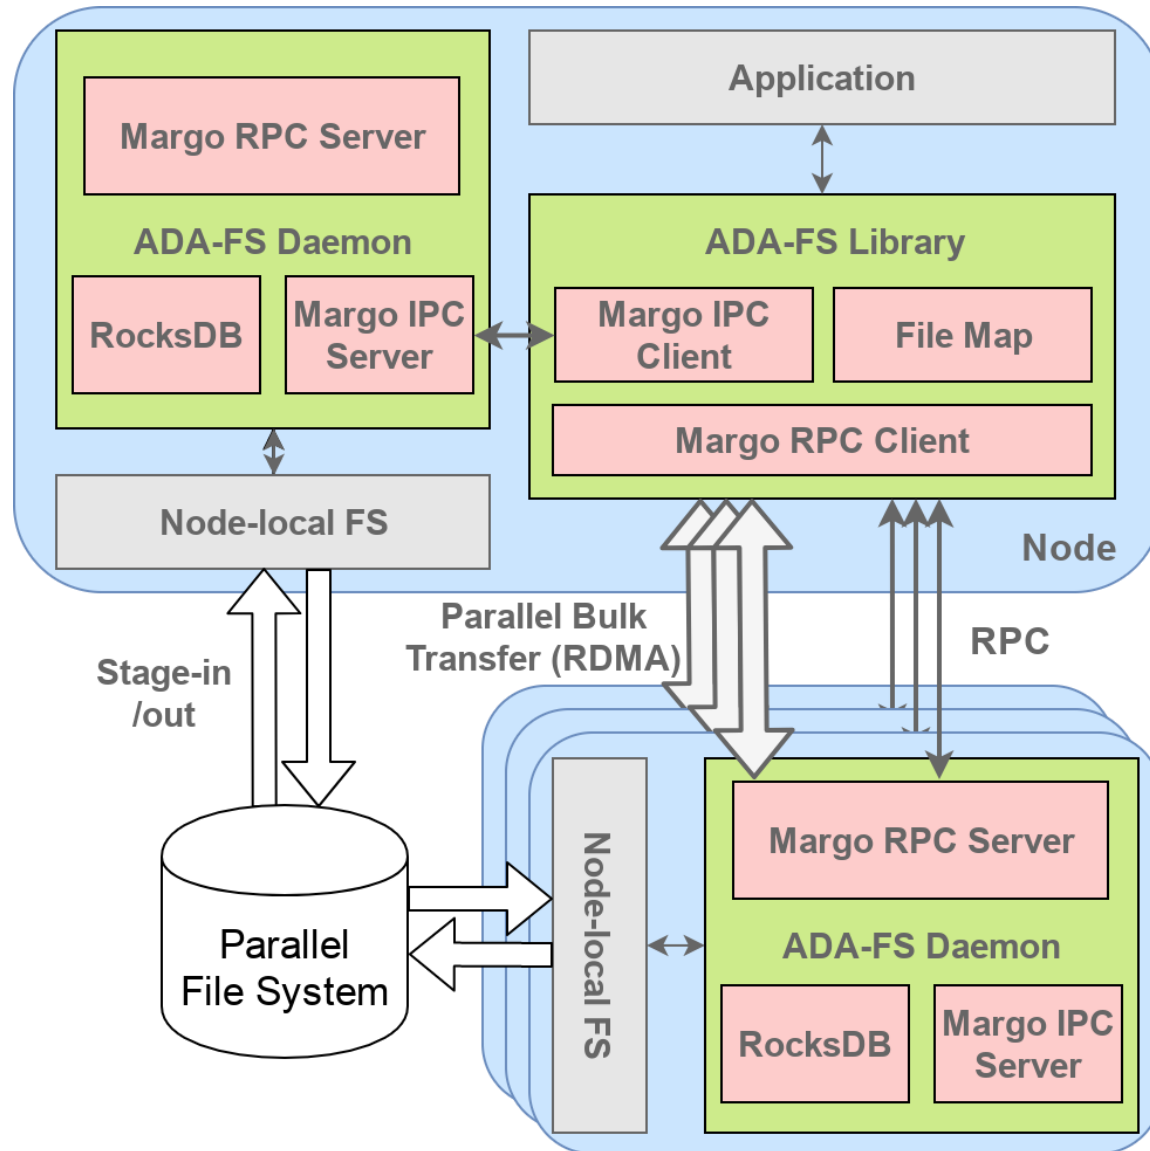 Margo RPC Server
ADA-FS Daemon
RocksDB
Margo IPC
Server
Application
ADA-FS Library
Margo IPC
Client
File Map
Margo RPC Client
Node-local FS
Node
Stage-in
/out
Parallel Bulk
Transfer (RDMA)
RPC
Parallel
File System
Node-local FS
Margo RPC Server
ADA-FS Daemon
RocksDB
Margo IPC
Server